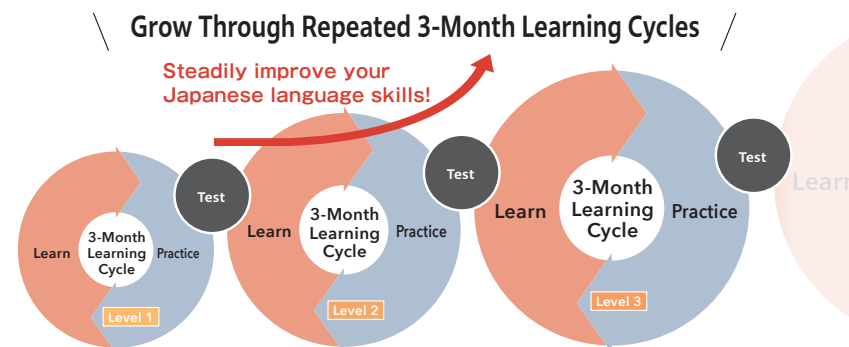 Grow Through Repeated 3-Month Learning Cycles
Steadily improve your
Japanese language skills!
Learn
3-Month
Learning
Cycle
Practice
Level 1
Test
Learn
3-Month
Learning
Cycle
Practice
Level 2
Test
Learn
3-Month
Learning
Cycle
Practice
Level 3
Test
Learn